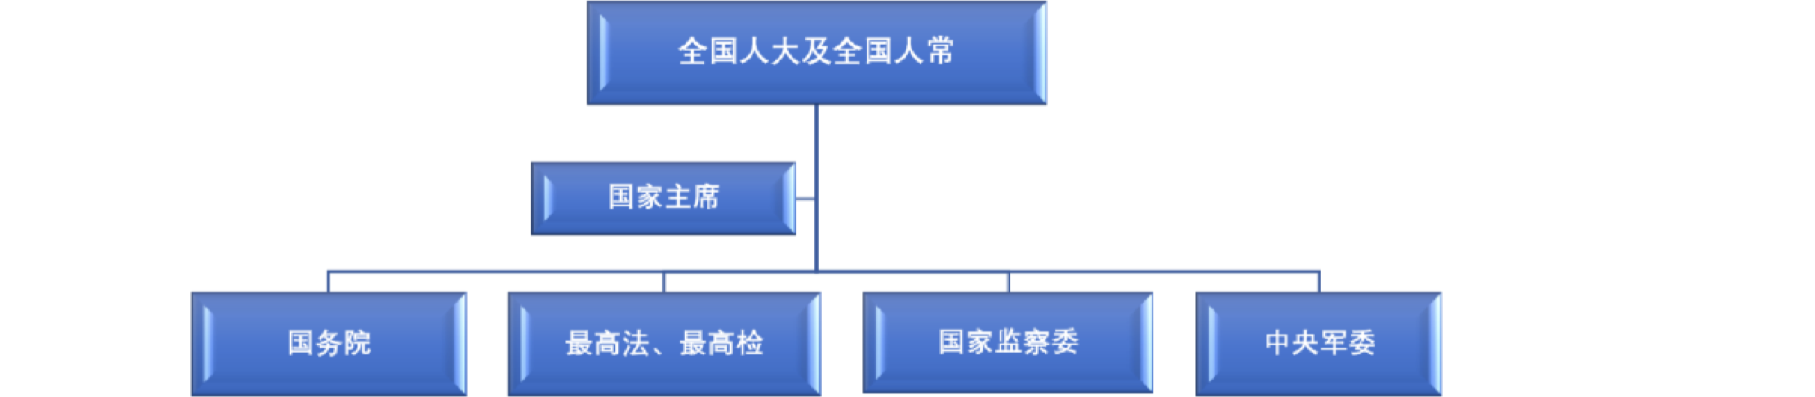 全国人大及全国人常
国家主席
国务院
最高法、最高检
国家监察委
中央军委